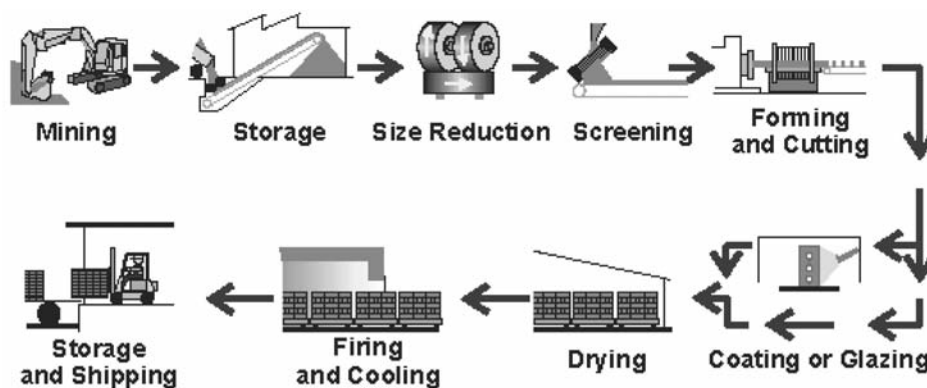 Mining
Storage
Size Reduction
Screening
Forming
and Cutting
Storage
and Shipping
Firing
and Cooling
Drying
Coating or Glazing